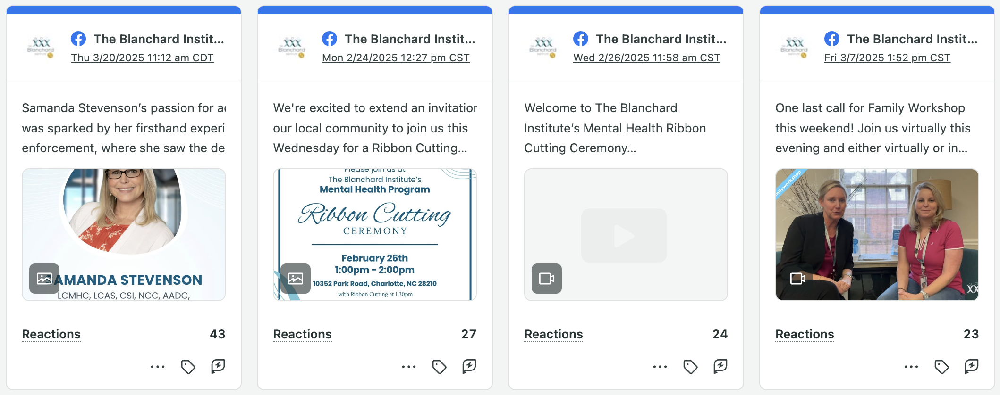 The Blanchard Instit...
Thu 3/20/2025 11:12 am CDT
Samanda Stevenson’s passion for
was sparked by her firsthand experi
enforcement, where she saw the de
SAMANDA STEVENSON
LCMHC, LCAS, CSI, NCC, AADC,
Reactions 43
The Blanchard Instit...
Mon 2/24/2025 12:27 pm CST
We're excited to extend an invitation
our local community to join us this
Wednesday for a Ribbon Cutting...
Please join us at
The Blanchard Institute’s
Mental Health Program
Ribbon Cutting
CEREMONY
February 26th
1:00pm - 2:00pm
10352 Park Road, Charlotte, NC 28210
with Ribbon Cutting at 1:30pm
Reactions 27
The Blanchard Instit...
Wed 2/26/2025 11:58 am CST
Welcome to The Blanchard
Institute’s Mental Health Ribbon
Cutting Ceremony...
Reactions 24
The Blanchard Instit...
Fri 3/7/2025 1:52 pm CST
One last call for Family Workshop
this weekend! Join us virtually this
evening and either virtually or in...
milyworkshop
Reactions 23